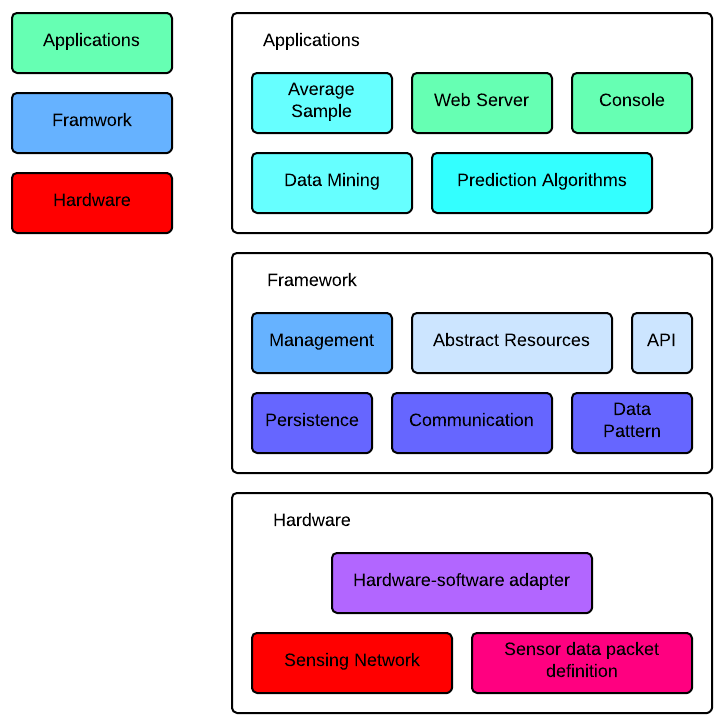 Applications
Framwork
Hardware
Applications
Average
Sample
Web Server
Console
Data Mining
Prediction Algorithms
Framework
Management
Abstract Resources
API
Persistence
Communication
Data
Pattern
Hardware
Hardware-software adapter
Sensing Network
Sensor data packet
definition